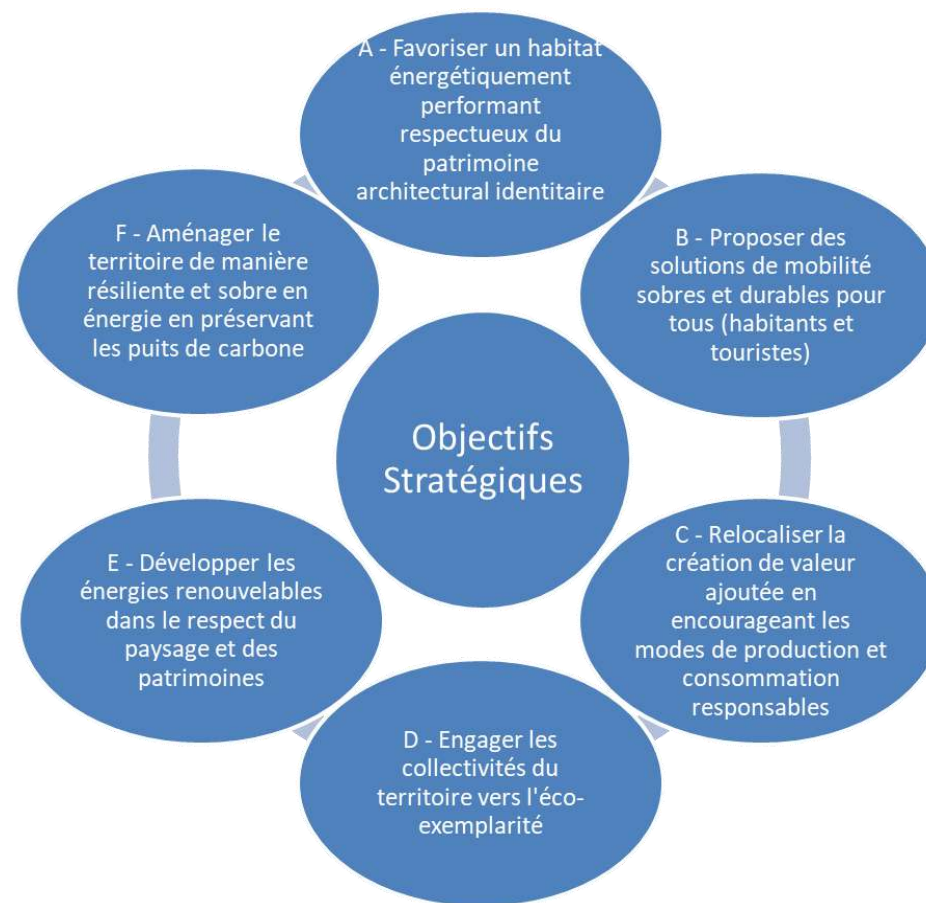 A - Favoriser un habitat
énergétiquement
performant
respectueux du
patrimoine
architectural identitaire
B - Proposer des
solutions de mobilité
sobres et durables pour
tous (habitants et
touristes)
C - Relocaliser la
création de valeur
ajoutée en
encourageant les
modes de production et
consommation
responsables
D - Engager les
collectivités du
territoire vers l'éco-
exemplarité
E - Développer les
énergies renouvelables
dans le respect du
paysage et des
patrimoines
F - Aménager le
territoire de manière
résiliente et sobre en
énergie en préservant
les puits de carbone
Objectifs
Stratégiques